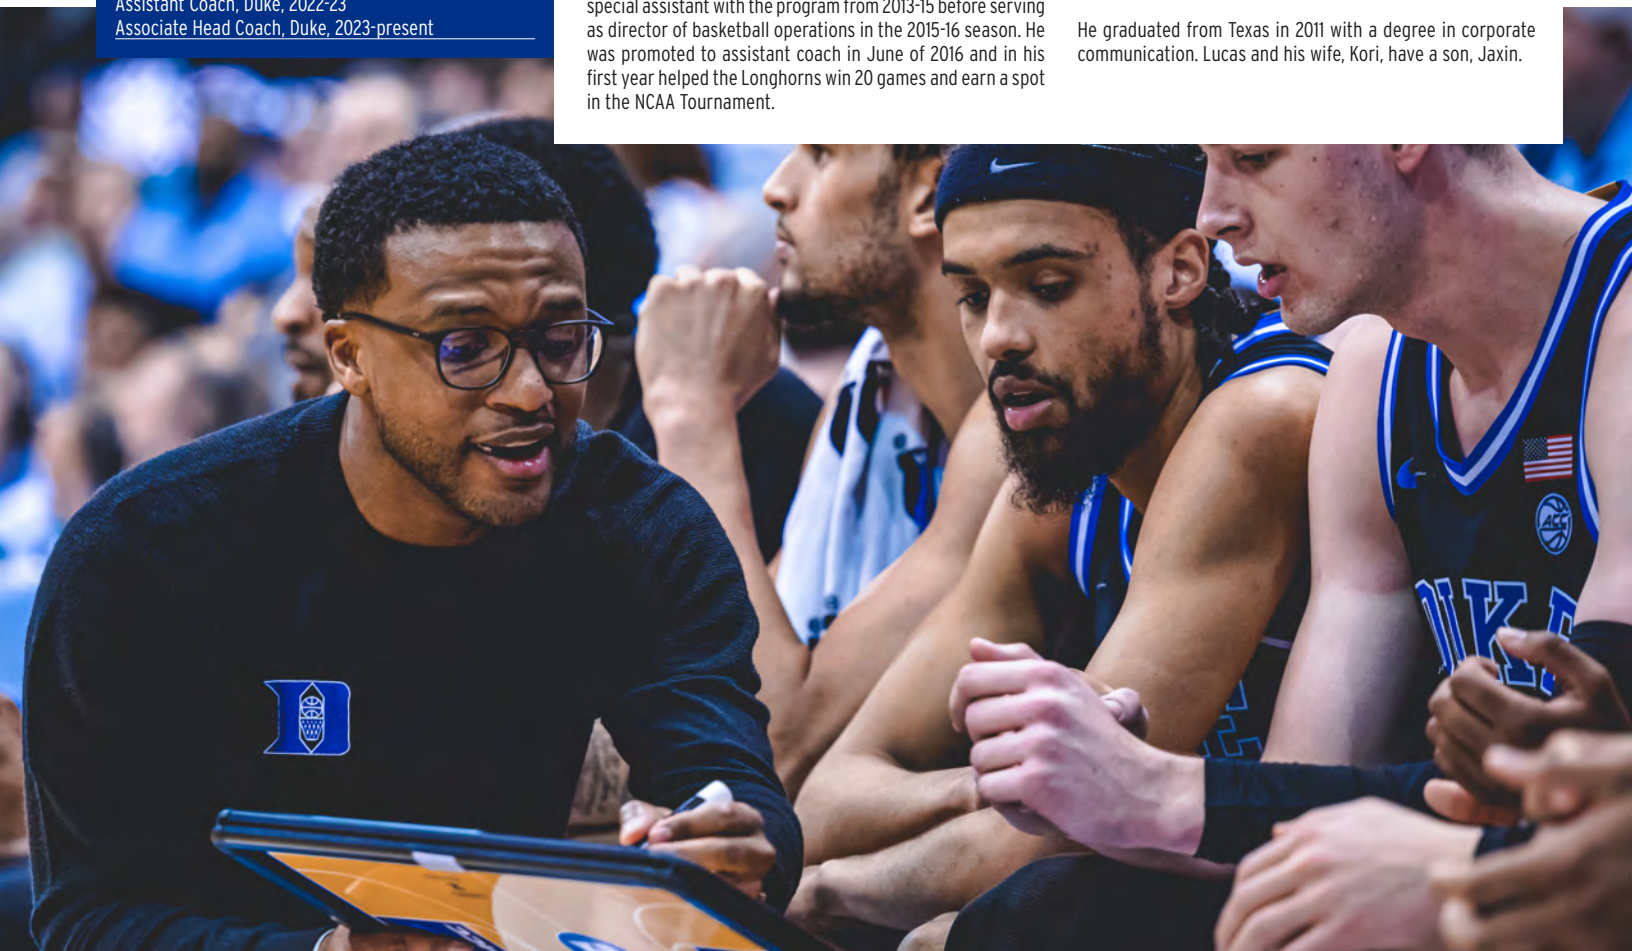 Assistant Coach, Duke, 2022-23
Associate Head Coach, Duke, 2023-present
special assistant with the program from 2013-15 before serving
as director of basketball operations in the 2015-16 season. He
was promoted to assistant coach in June of 2016 and in his
first year helped the Longhorns win 20 games and earn a spot
in the NCAA Tournament.
He graduated from Texas in 2011 with a degree in corporate
communication. Lucas and his wife, Kori, have a son, Jaxin.
D
ACC
DUKE